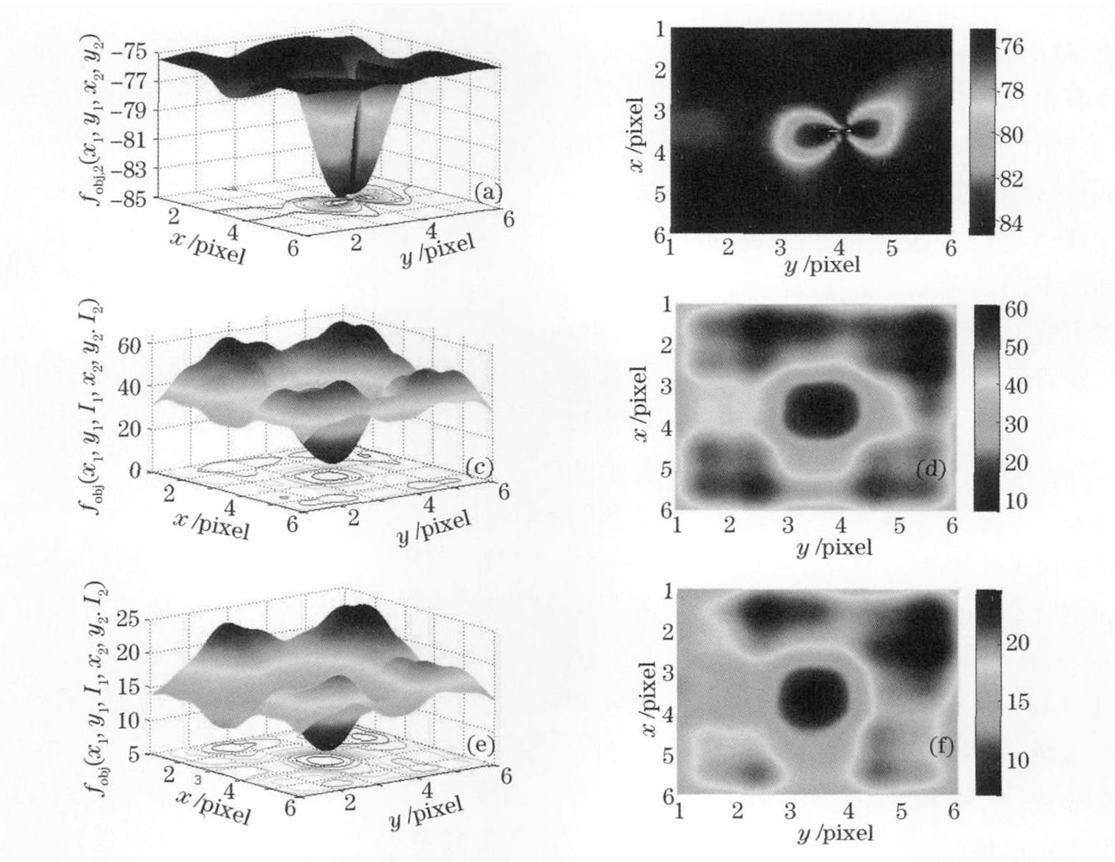 f_obj,2(x₁, y₁, x₂, y₂)
−75
−77
−79
−81
−83
−85
2
4
6
x /pixel
2
4
6
y /pixel
(a)
x /pixel
1
2
3
4
5
6
1 2 3 4 5 6
y /pixel
-76
-78
-80
-82
-84
f_obj(x₁, y₁, I₁, x₂, y₂. I₂)
60
40
20
0
2
4
6
x /pixel
2
4
6
y /pixel
(c)
x /pixel
1
2
3
4
5
6
1 2 3 4 5 6
y /pixel
(d)
60
50
40
30
20
10
f_obj(x₁, y₁, I₁, x₂, y₂. I₂)
25
20
15
10
5
2
3
4
6
x /pixel
2
4
6
y /pixel
(e)
x /pixel
1
2
3
4
5
6
1 2 3 4 5 6
y /pixel
(f)
20
15
10